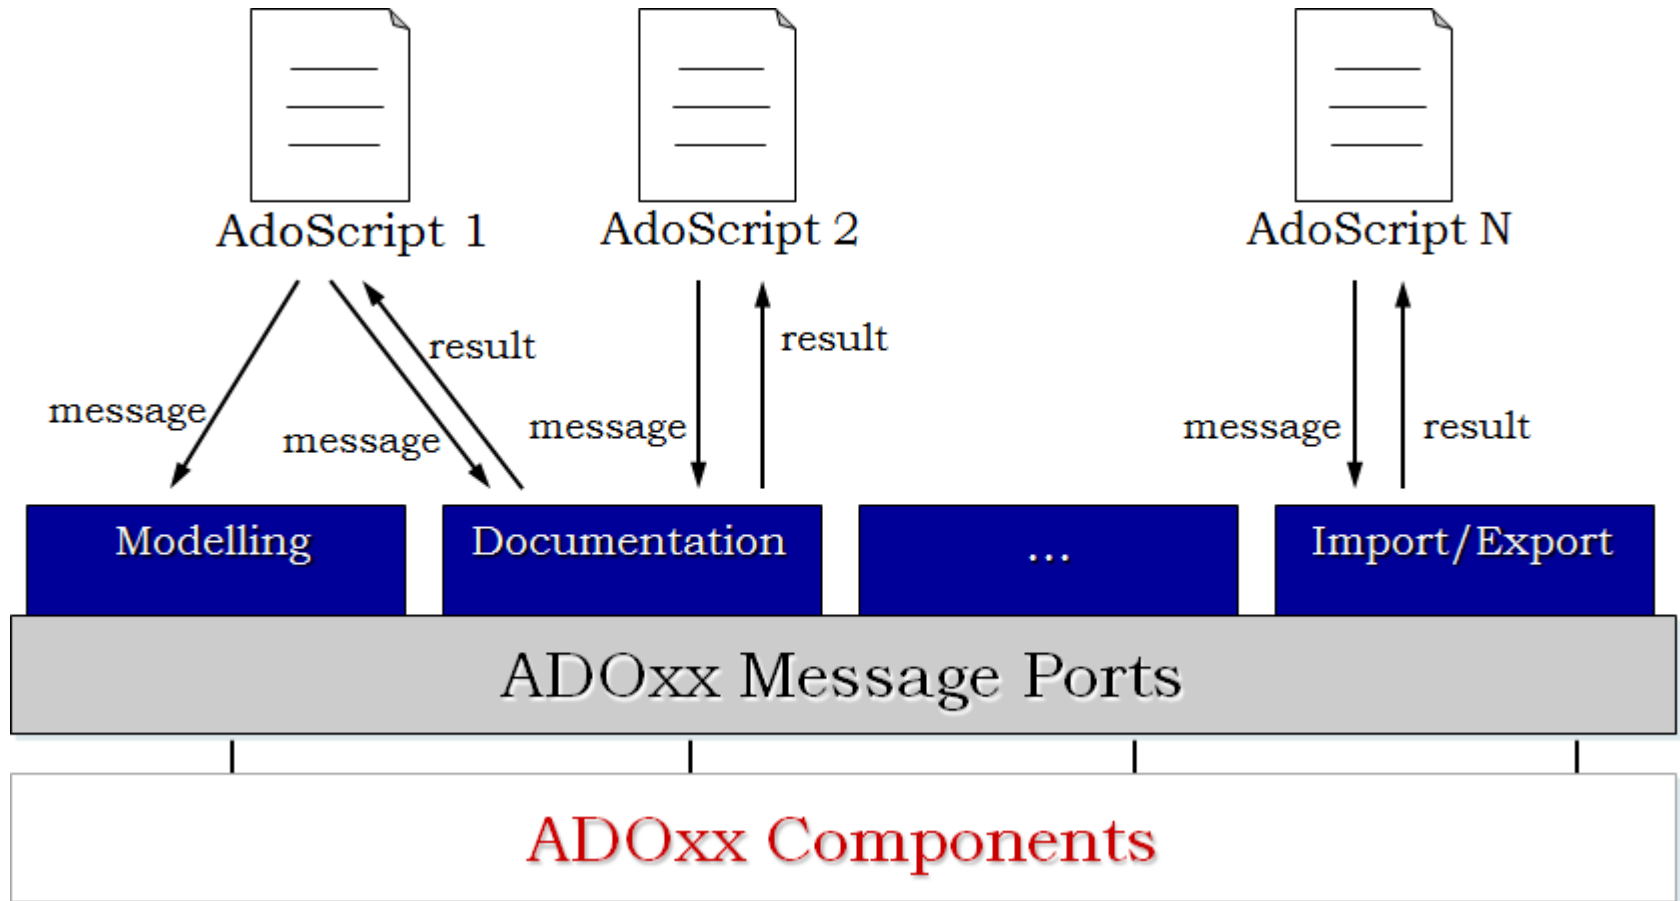 AdoScript 1
AdoScript 2
AdoScript N
result
result
message
message
message
message
result
Modelling
Documentation
...
Import/Export
ADOxx Message Ports
ADOxx Components